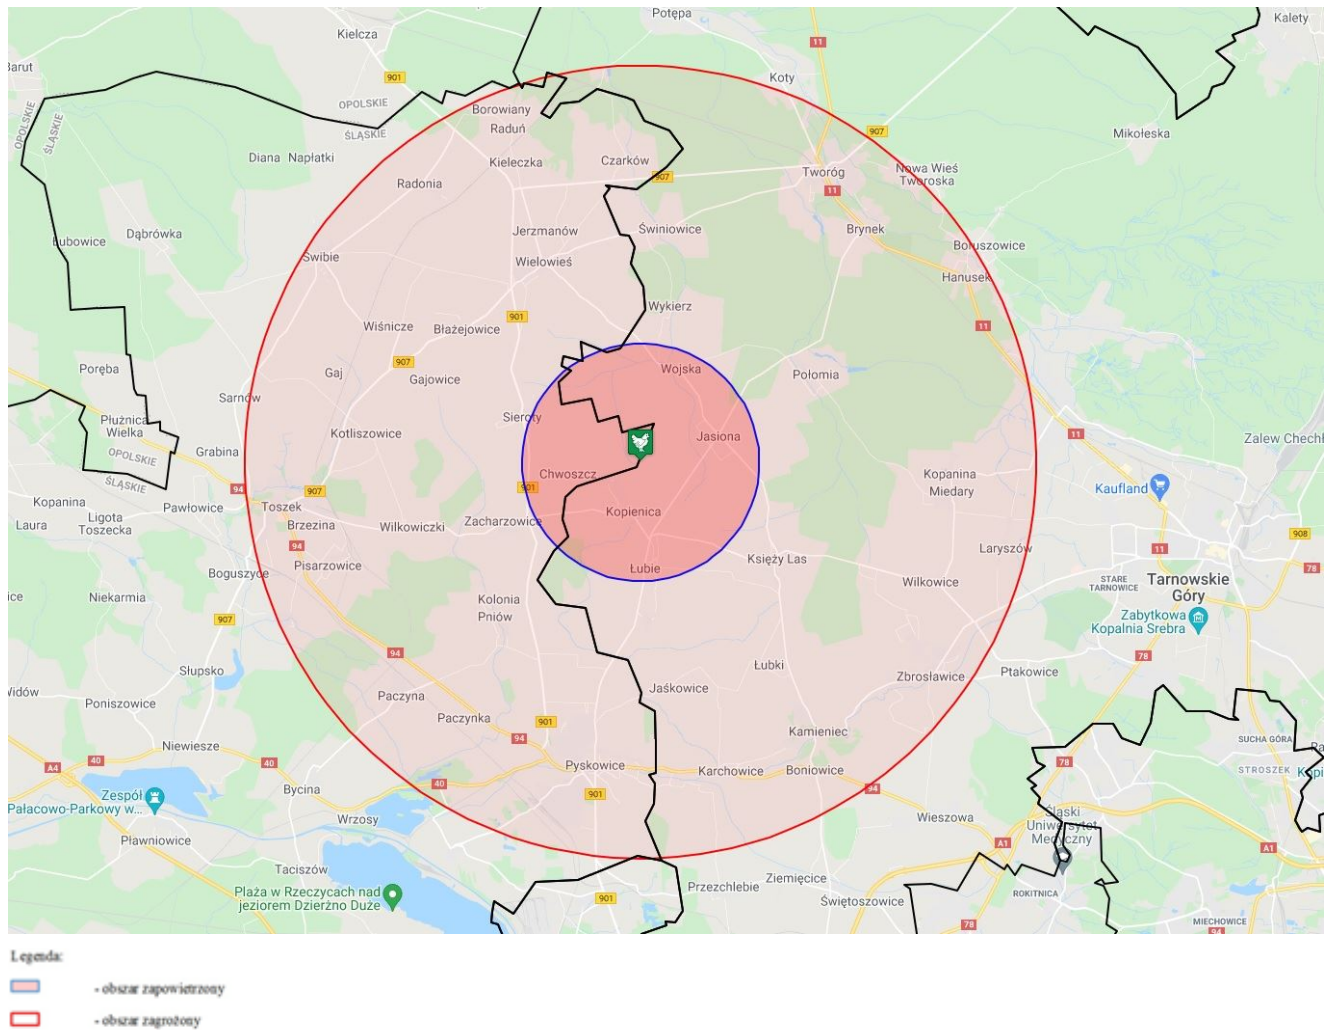 Potępa
Kalety
Kielcza
11
Barut
901
Koty
OPOLSKIE
Borowiany
907
OPOLSKIE
ŚLĄSKIE
Raduń
ŚLĄSKIE
Mikołeska
Diana Napłatki
Kieleczka
Czarków
Nowa Wieś
Tworoska
Tworóg
907
Radonia
11
Jerzmanów
Świniowice
Brynek
Dąbrówka
Łubowice
Boruszowice
Świbie
Wielowieś
Hanusek
Wykierz
901
Wiśnicze
Błażejowice
11
907
Poręba
Gaj
Gajowice
Wojska
Połomia
Sarnów
Sieroty
Płużnica
Wielka
Kotliszowice
Jasiona
11
Zalew Chechł
OPOLSKIE
Grabina
Chwoszcz
Kopanina
Miedary
ŚLĄSKIE
94
907
901
Kaufland
Kopanina
Pawłowice
Toszek
Kopienica
Ligota
Toszecka
Laura
Brzezina
Wilkowiczki
Zacharzowice
908
94
Laryszów
11
Pisarzowice
Łubie
Księży Las
78
Boguszyce
Wilkowice
STARE
TARNOWICE
Tarnowskie
Góry
ice
Niekarmia
Kolonia
Pniów
907
Zabytkowa
Kopalnia Srebra
94
78
Słupsko
Łubki
Zbrosławice
Ptakowice
Widów
Poniszowice
Paczyna
Jaśkowice
Paczynka
901
Kamieniec
94
Niewiesze
SUCHA GÓRA
40
40
78
A4
Pyskowice
Karchowice
Boniowice
STROSZEK
Kopi
40
94
Bycina
901
Zespół
Pałacowo-Parkowy w...
Wrzosy
Wieszowa
Śląski
Uniwersytet
Medyczny
Pławniowice
A1
A1
Taciszów
Ziemięcice
Przezchlebie
Plaża w Rzeczycach nad
jeziorem Dzierżno Duże
901
Świętoszowice
ROKITNICA
78
MIECHOWICE
94
Legenda:
- obszar zapowietrzony
- obszar zagrożony